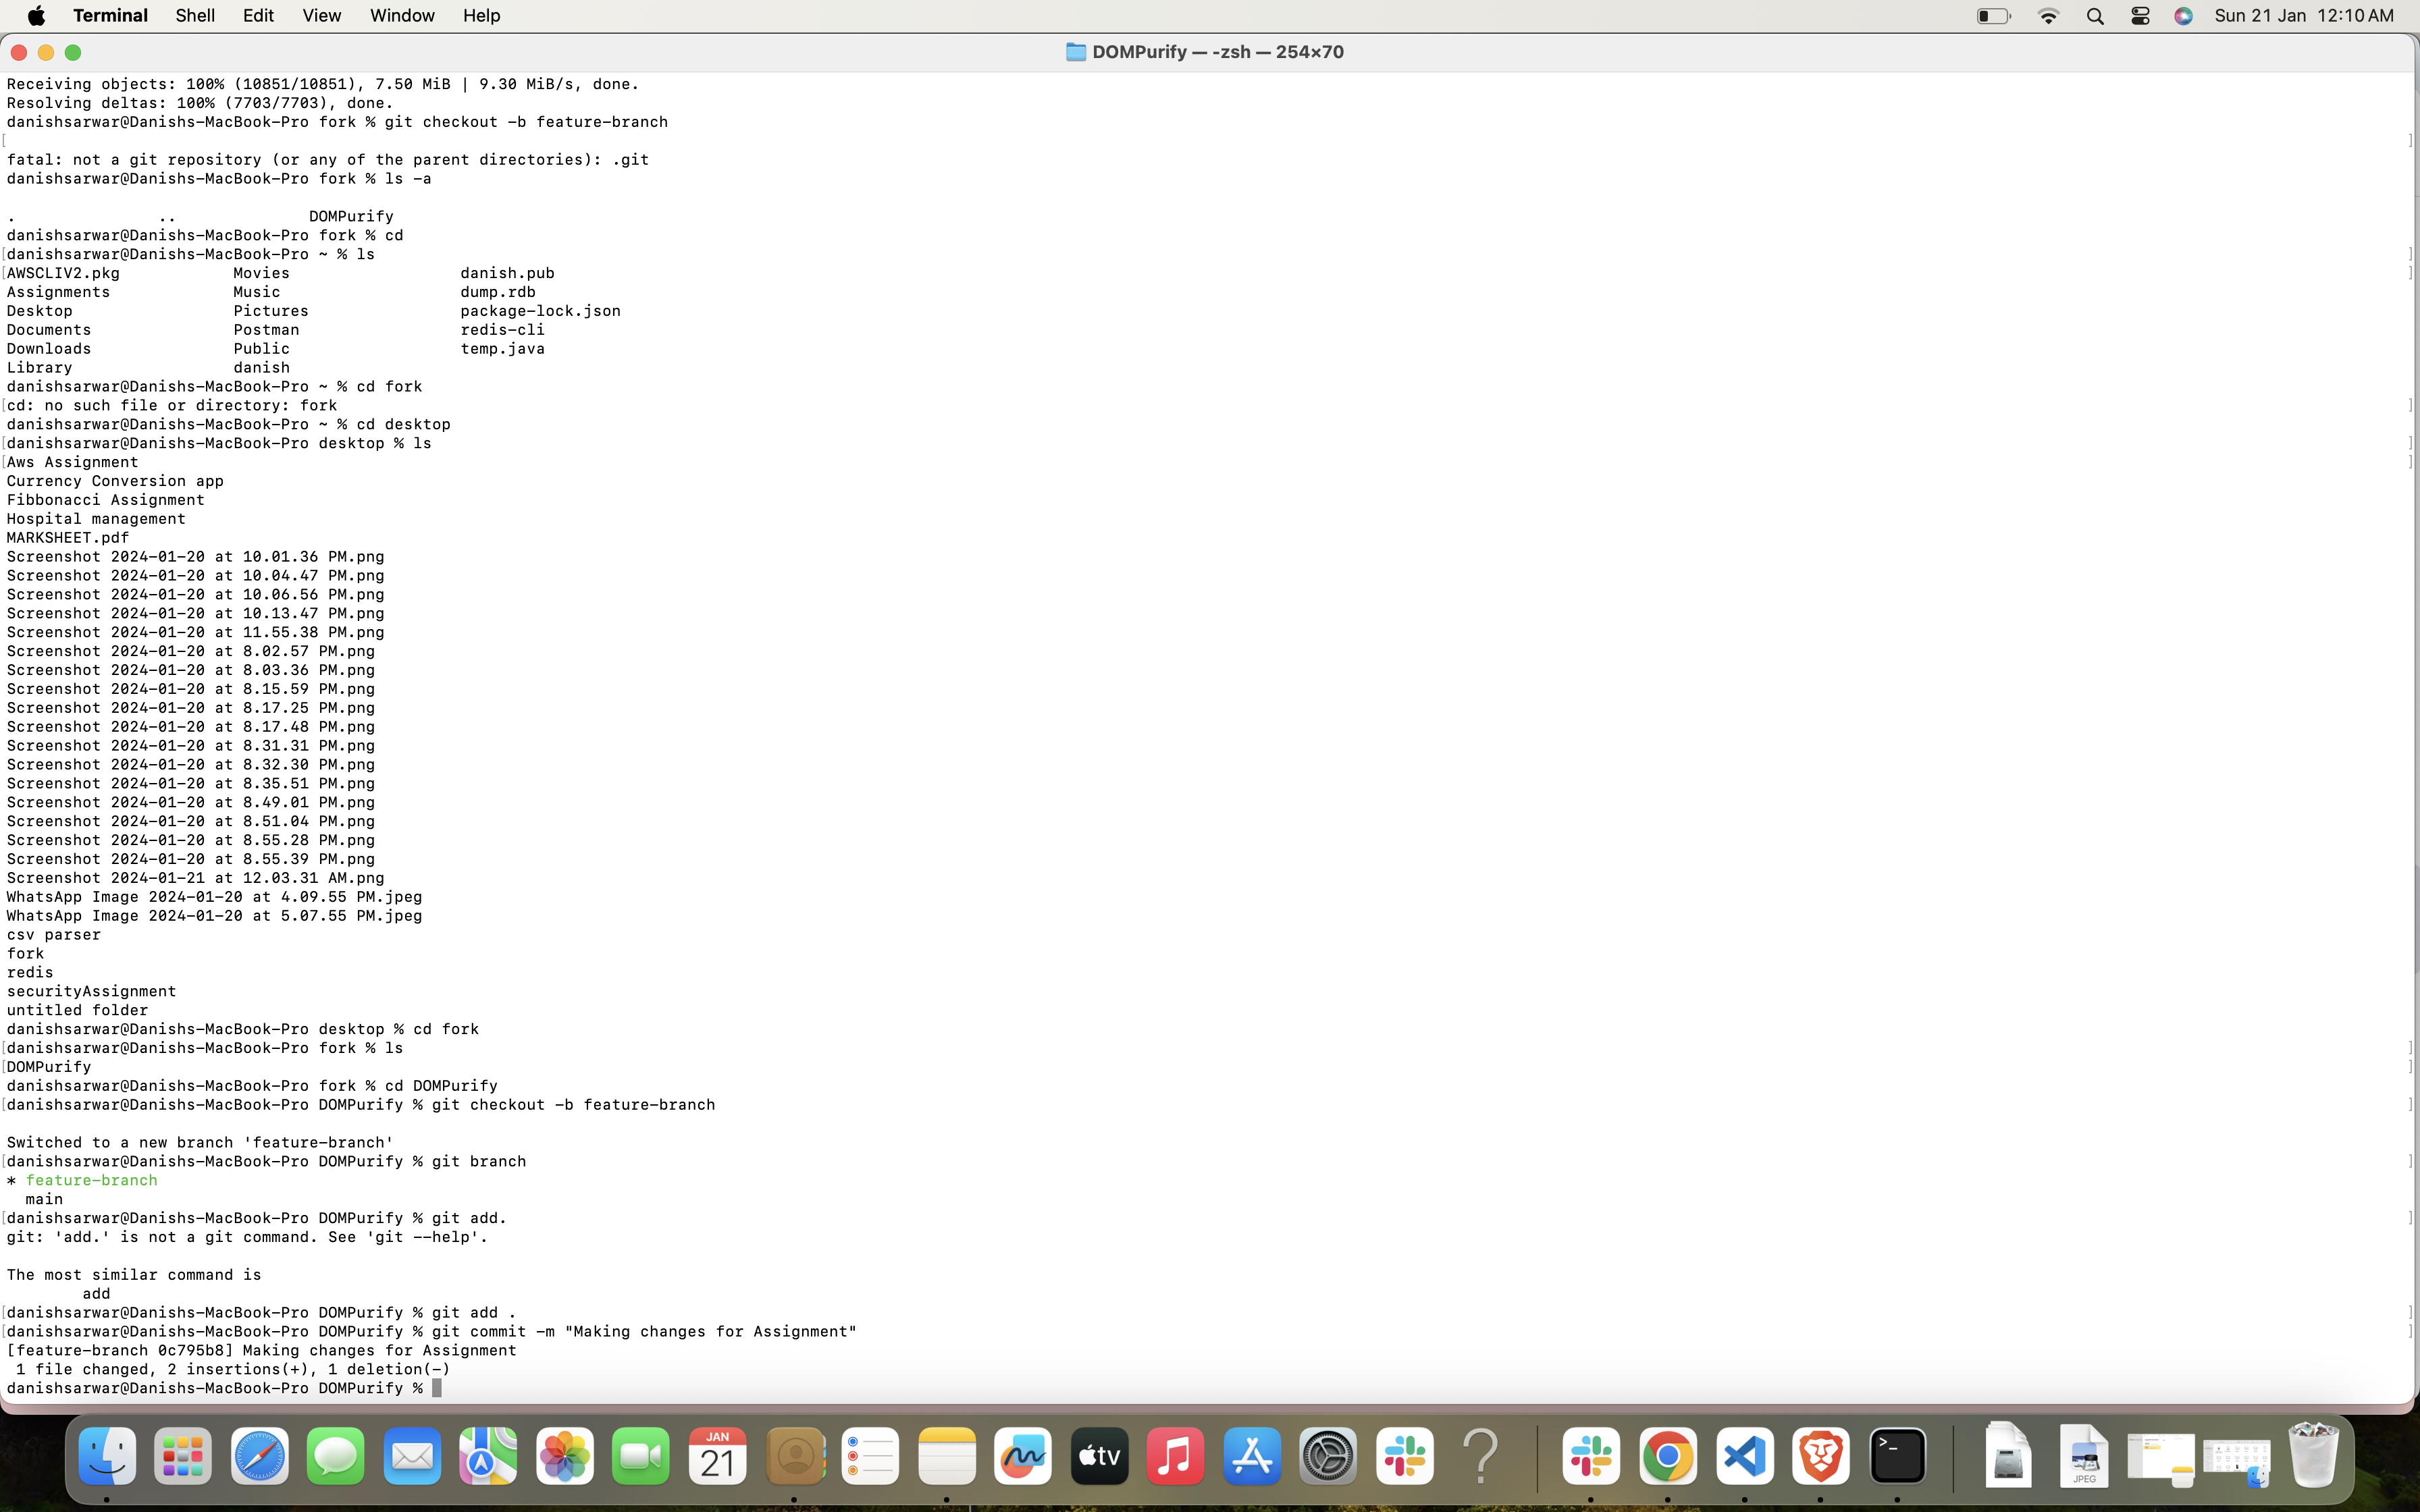 Terminal Shell Edit View Window Help Sun 21 Jan 12:10 AM
DOMPurify — -zsh — 254×70
Receiving objects: 100% (10851/10851), 7.50 MiB | 9.30 MiB/s, done.
Resolving deltas: 100% (7703/7703), done.
danishsarwar@Danishs-MacBook-Pro fork % git checkout -b feature-branch
[ ]
fatal: not a git repository (or any of the parent directories): .git
danishsarwar@Danishs-MacBook-Pro fork % ls -a
. .. DOMPurify
danishsarwar@Danishs-MacBook-Pro fork % cd
[danishsarwar@Danishs-MacBook-Pro ~ % ls ]
[AWSCLIV2.pkg Movies danish.pub ]
Assignments Music dump.rdb
Desktop Pictures package-lock.json
Documents Postman redis-cli
Downloads Public temp.java
Library danish
danishsarwar@Danishs-MacBook-Pro ~ % cd fork
[cd: no such file or directory: fork ]
danishsarwar@Danishs-MacBook-Pro ~ % cd desktop
[danishsarwar@Danishs-MacBook-Pro desktop % ls ]
[Aws Assignment ]
Currency Conversion app
Fibbonacci Assignment
Hospital management
MARKSHEET.pdf
Screenshot 2024-01-20 at 10.01.36 PM.png
Screenshot 2024-01-20 at 10.04.47 PM.png
Screenshot 2024-01-20 at 10.06.56 PM.png
Screenshot 2024-01-20 at 10.13.47 PM.png
Screenshot 2024-01-20 at 11.55.38 PM.png
Screenshot 2024-01-20 at 8.02.57 PM.png
Screenshot 2024-01-20 at 8.03.36 PM.png
Screenshot 2024-01-20 at 8.15.59 PM.png
Screenshot 2024-01-20 at 8.17.25 PM.png
Screenshot 2024-01-20 at 8.17.48 PM.png
Screenshot 2024-01-20 at 8.31.31 PM.png
Screenshot 2024-01-20 at 8.32.30 PM.png
Screenshot 2024-01-20 at 8.35.51 PM.png
Screenshot 2024-01-20 at 8.49.01 PM.png
Screenshot 2024-01-20 at 8.51.04 PM.png
Screenshot 2024-01-20 at 8.55.28 PM.png
Screenshot 2024-01-20 at 8.55.39 PM.png
Screenshot 2024-01-21 at 12.03.31 AM.png
WhatsApp Image 2024-01-20 at 4.09.55 PM.jpeg
WhatsApp Image 2024-01-20 at 5.07.55 PM.jpeg
csv parser
fork
redis
securityAssignment
untitled folder
danishsarwar@Danishs-MacBook-Pro desktop % cd fork
[danishsarwar@Danishs-MacBook-Pro fork % ls ]
[DOMPurify ]
danishsarwar@Danishs-MacBook-Pro fork % cd DOMPurify
[danishsarwar@Danishs-MacBook-Pro DOMPurify % git checkout -b feature-branch ]
Switched to a new branch 'feature-branch'
[danishsarwar@Danishs-MacBook-Pro DOMPurify % git branch ]
* feature-branch
main
[danishsarwar@Danishs-MacBook-Pro DOMPurify % git add. ]
git: 'add.' is not a git command. See 'git --help'.
The most similar command is
add
[danishsarwar@Danishs-MacBook-Pro DOMPurify % git add . ]
[danishsarwar@Danishs-MacBook-Pro DOMPurify % git commit -m "Making changes for Assignment" ]
[feature-branch 0c795b8] Making changes for Assignment
1 file changed, 2 insertions(+), 1 deletion(-)
danishsarwar@Danishs-MacBook-Pro DOMPurify %
JAN
21
tv
>_
JPEG